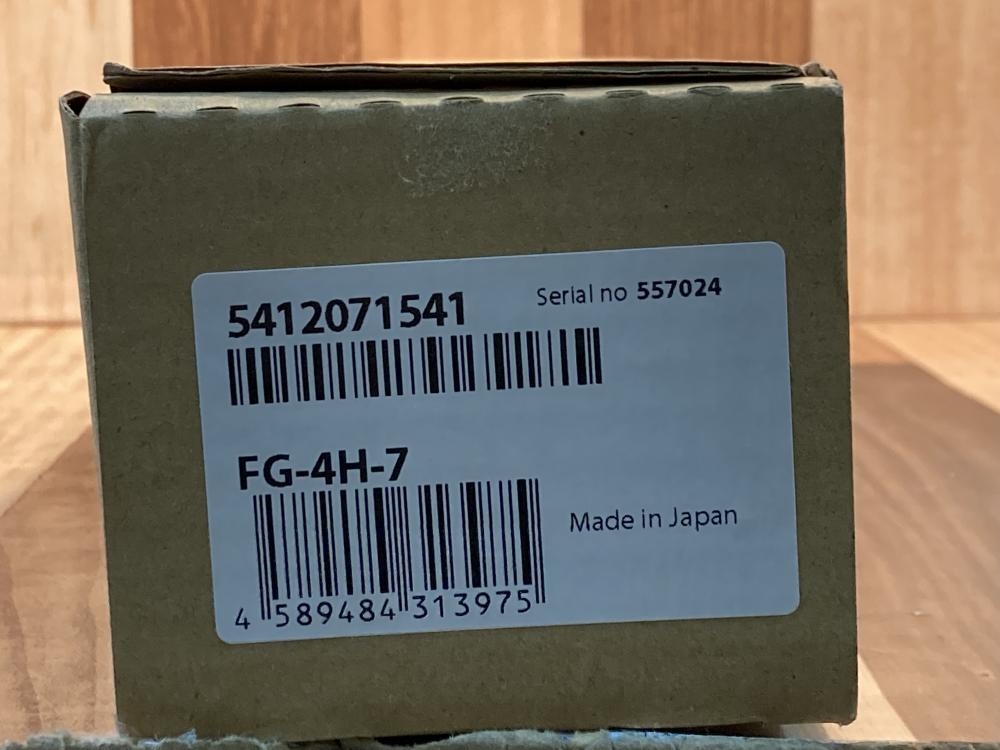 5412071541
Serial no 557024
FG-4H-7
Made in Japan
4 589484 313975